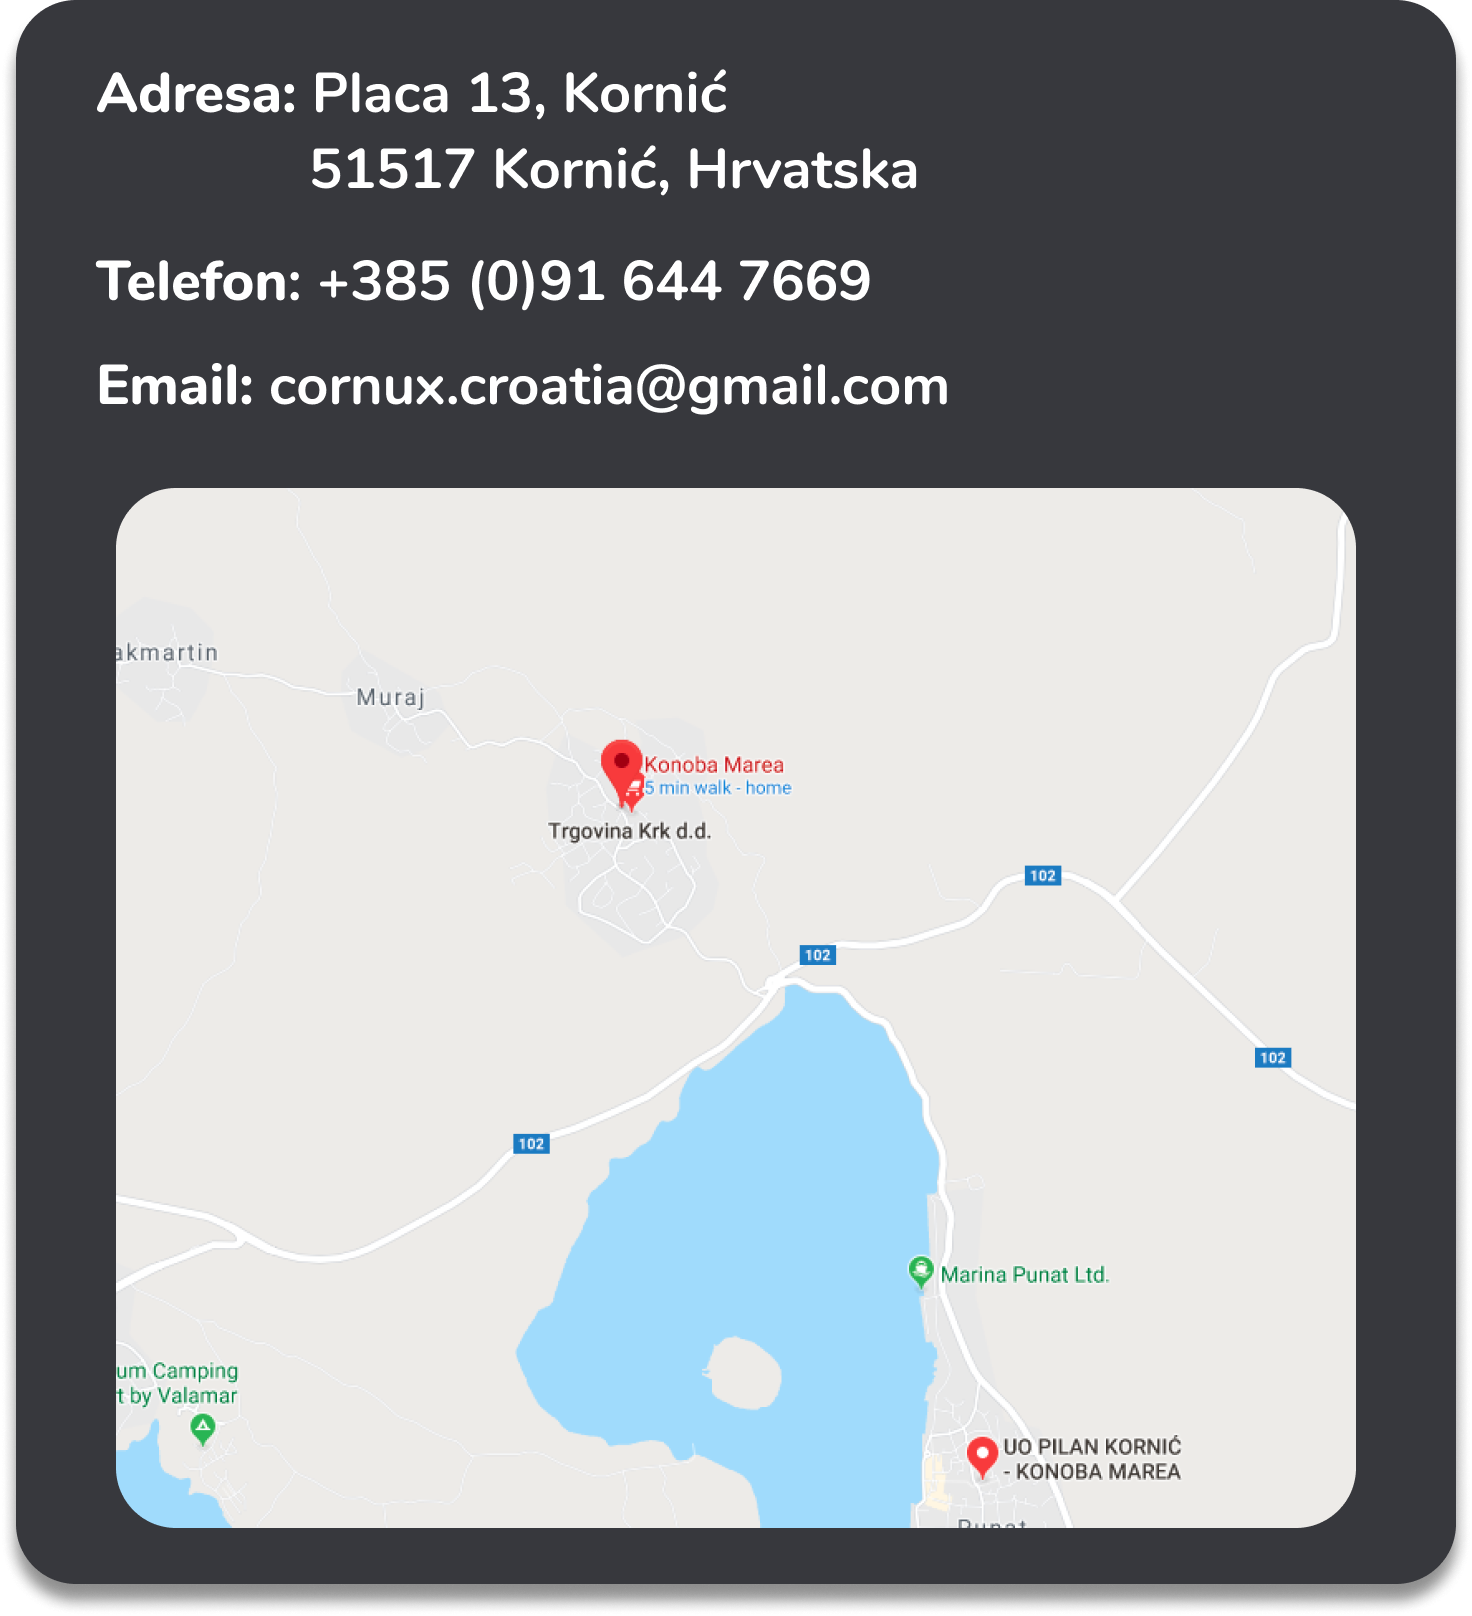 Adresa: Placa 13, Kornić
51517 Kornić, Hrvatska
Telefon: +385 (0)91 644 7669
Email: cornux.croatia@gmail.com
akmartin
Muraj
Konoba Marea
5 min walk - home
Trgovina Krk d.d.
102
102
102
102
Marina Punat Ltd.
um Camping
t by Valamar
UO PILAN KORNIĆ
- KONOBA MAREA
Punat